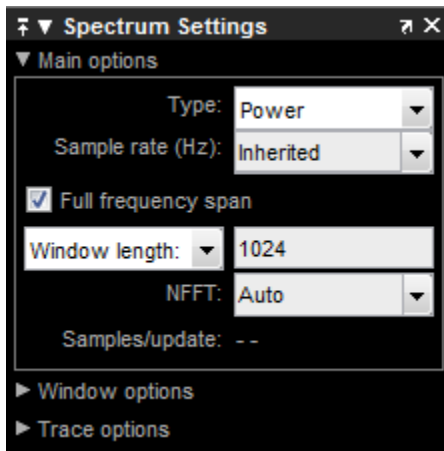 Spectrum Settings
Main options
Type: Power
Sample rate (Hz): Inherited
Full frequency span
Window length: 1024
NFFT: Auto
Samples/update: - -
Window options
Trace options